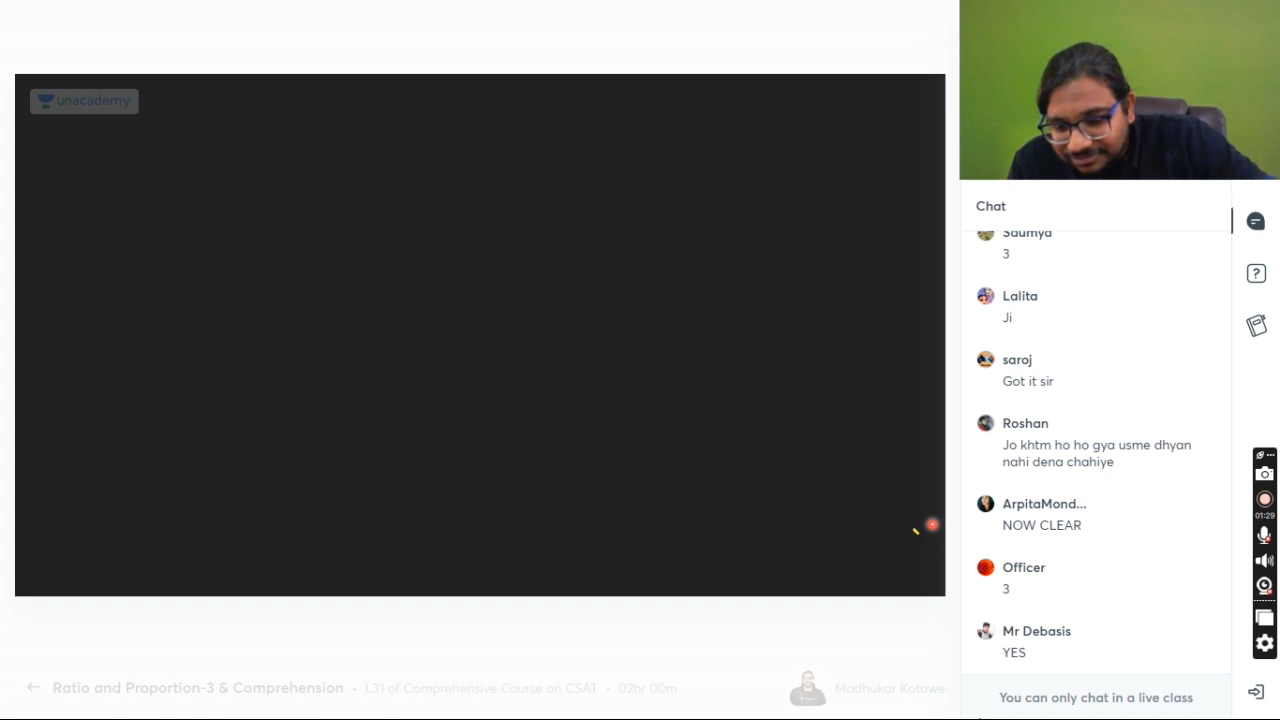 unacademy
Chat
Saumya
3
Lalita
Ji
saroj
Got it sir
Roshan
Jo khtm ho ho gya usme dhyan
nahi dena chahiye
ArpitaMond...
NOW CLEAR
Officer
3
Mr Debasis
YES
You can only chat in a live class
01:29
Ratio and Proportion-3 & Comprehension • L31 of Comprehensive Course on CSAT • 02hr 00m
Madhukar Kotawe